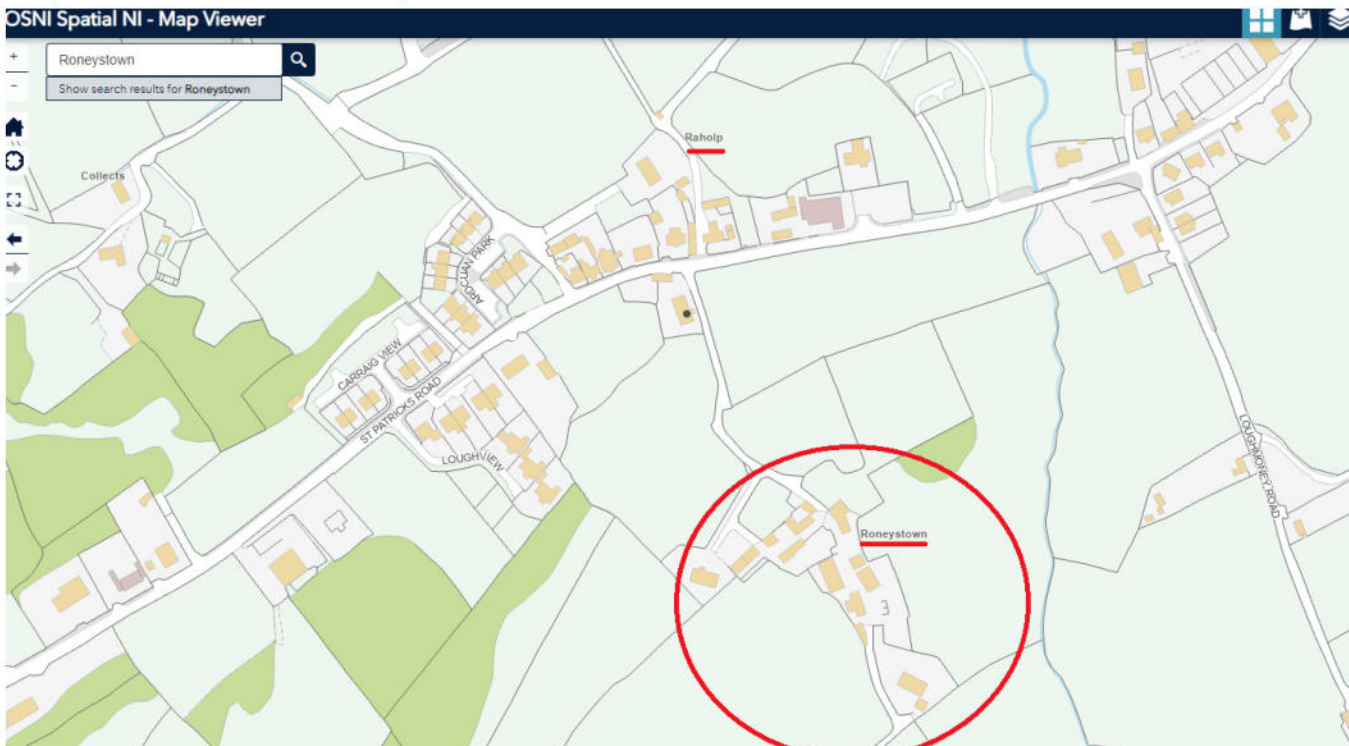 OSNI Spatial NI - Map Viewer
+
Roneystown
−
Show search results for Roneystown
Raholp
Collects
ARDCUAN PARK
CARRAIG VIEW
ST PATRICKS ROAD
LOUGHVIEW
LOUGHMONEY ROAD
Roneystown